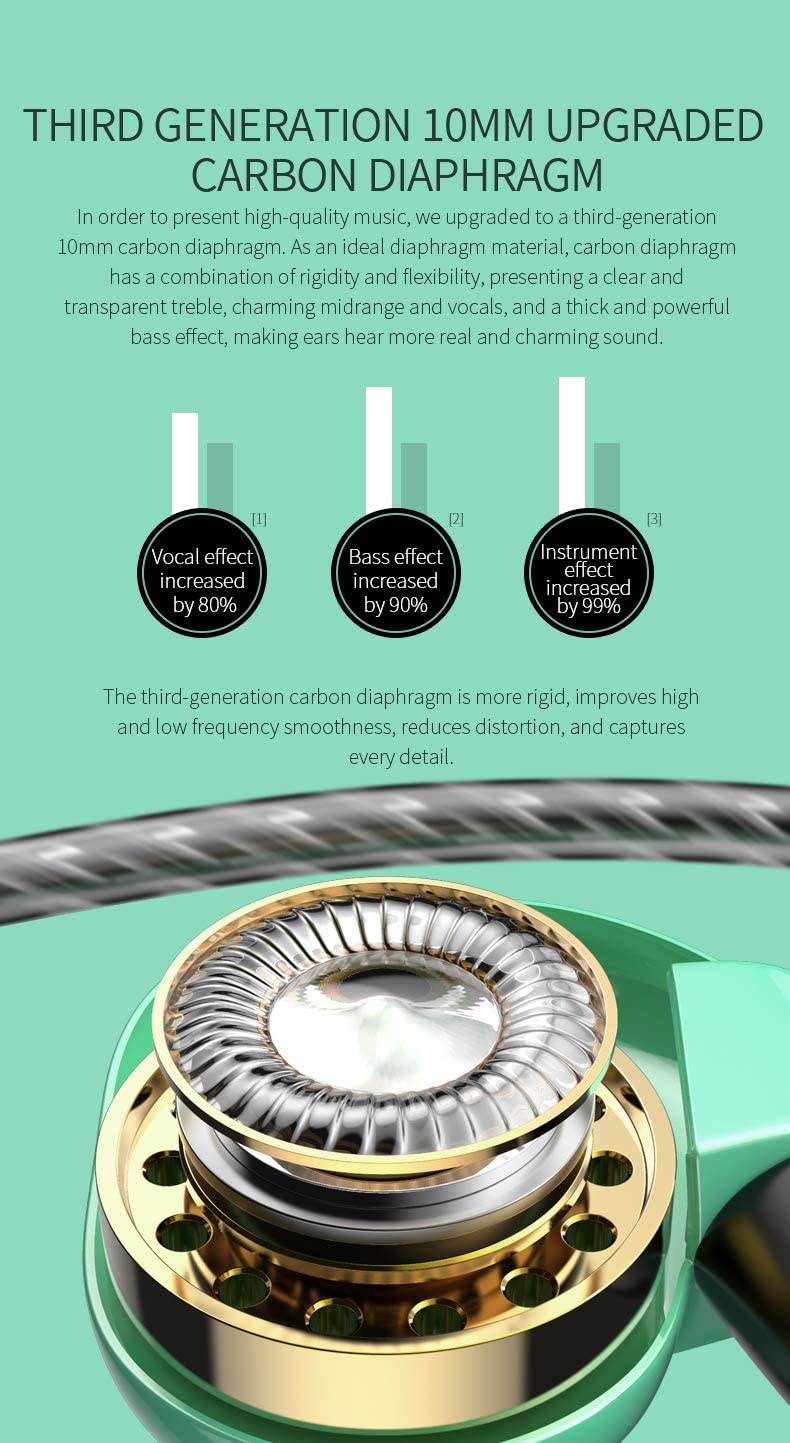 THIRD GENERATION 10MM UPGRADED
CARBON DIAPHRAGM
In order to present high-quality music, we upgraded to a third-generation
10mm carbon diaphragm. As an ideal diaphragm material, carbon diaphragm
has a combination of rigidity and flexibility, presenting a clear and
transparent treble, charming midrange and vocals, and a thick and powerful
bass effect, making ears hear more real and charming sound.
[1]
Vocal effect
increased
by 80%
[2]
Bass effect
increased
by 90%
[3]
Instrument
effect
increased
by 99%
The third-generation carbon diaphragm is more rigid, improves high
and low frequency smoothness, reduces distortion, and captures
every detail.